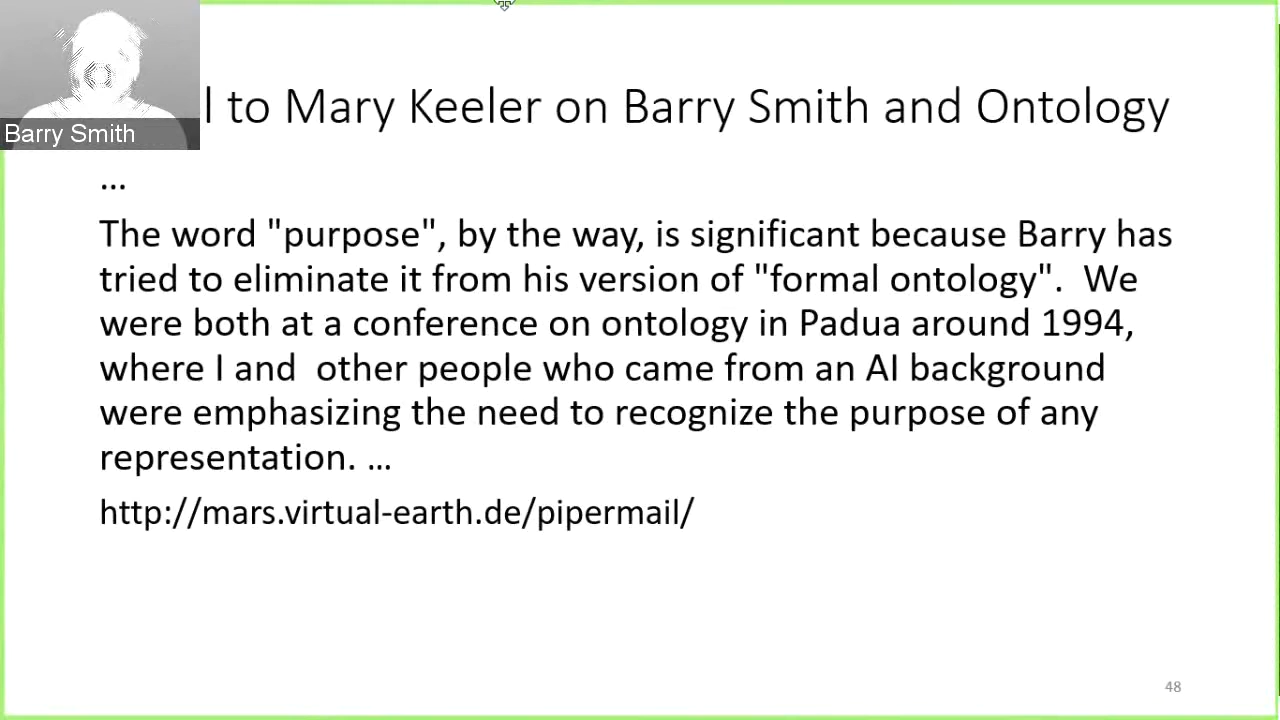 l to Mary Keeler on Barry Smith and Ontology
Barry Smith
…
The word "purpose", by the way, is significant because Barry has
tried to eliminate it from his version of "formal ontology".  We
were both at a conference on ontology in Padua around 1994,
where I and  other people who came from an AI background
were emphasizing the need to recognize the purpose of any
representation. …
http://mars.virtual-earth.de/pipermail/
48